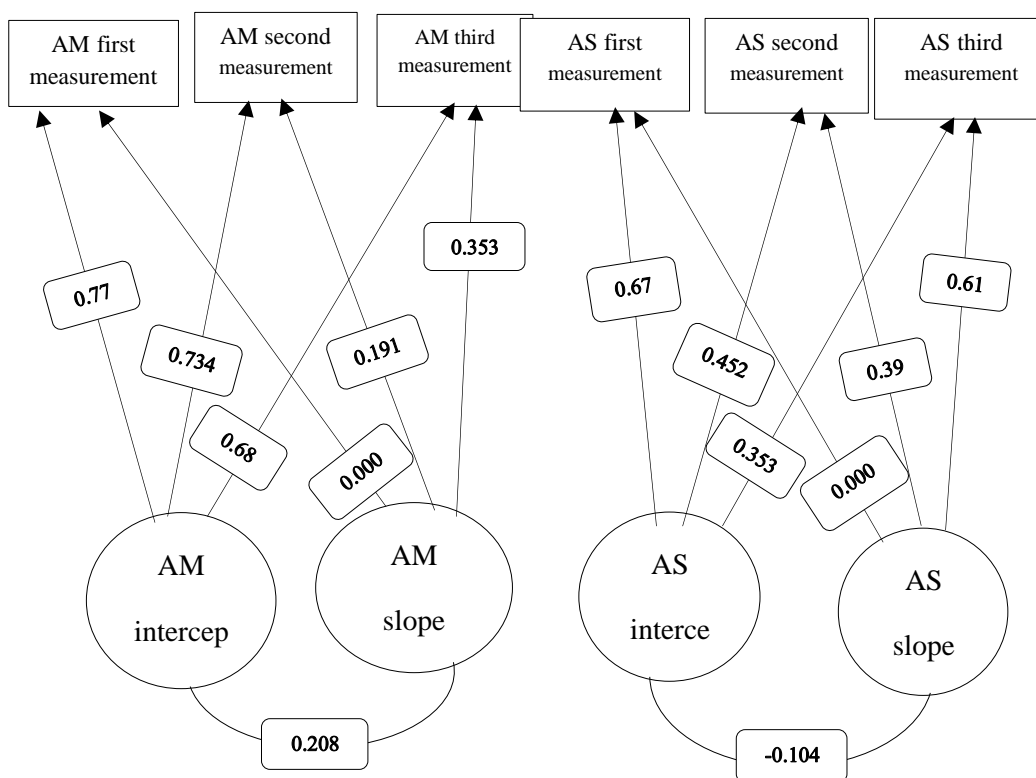 AM first
measurement
AM second
measurement
AM third
measurement
AS first
measurement
AS second
measurement
AS third
measurement
0.353
0.77
0.67
0.61
0.734
0.191
0.452
0.39
0.68
0.000
0.353
0.000
AM
intercep
AM
slope
AS
interce
AS
slope
0.208
-0.104